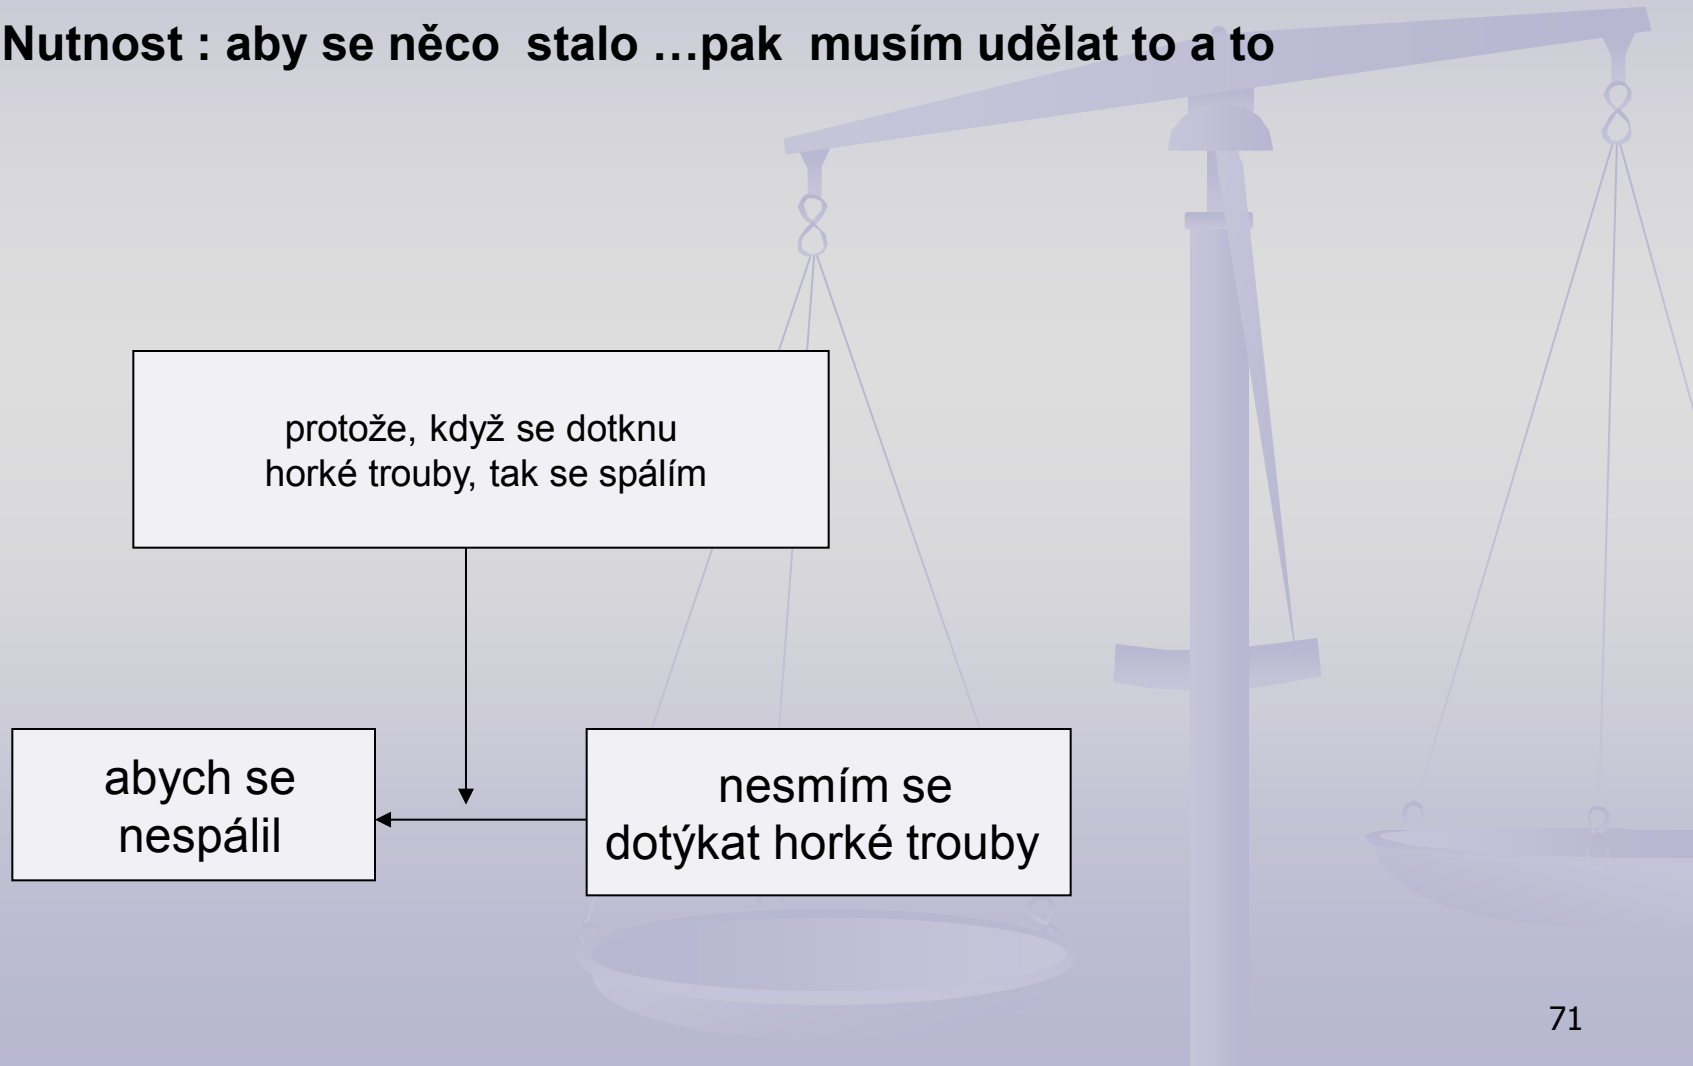 Nutnost : aby se něco  stalo …pak  musím udělat to a to
protože, když se dotknu
horké trouby, tak se spálím
abych se
nespálil
nesmím se
dotýkat horké trouby
71